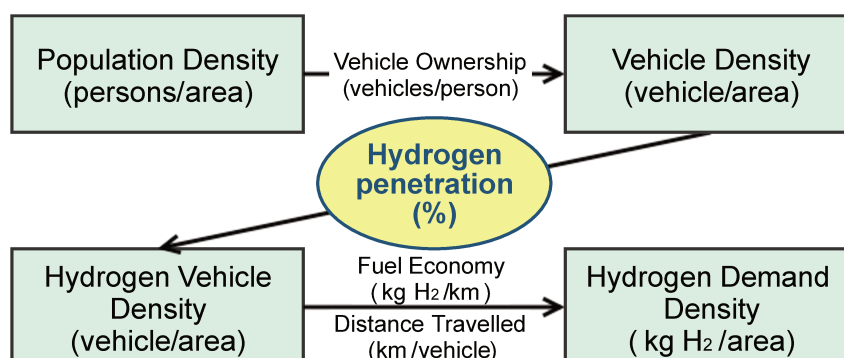 Population Density
(persons/area)
Vehicle Ownership
(vehicles/person)
Vehicle Density
(vehicle/area)
Hydrogen
penetration
(%)
Hydrogen Vehicle
Density
(vehicle/area)
Fuel Economy
(kg H₂/km)
Distance Travelled
(km/vehicle)
Hydrogen Demand
Density
(kg H₂/area)